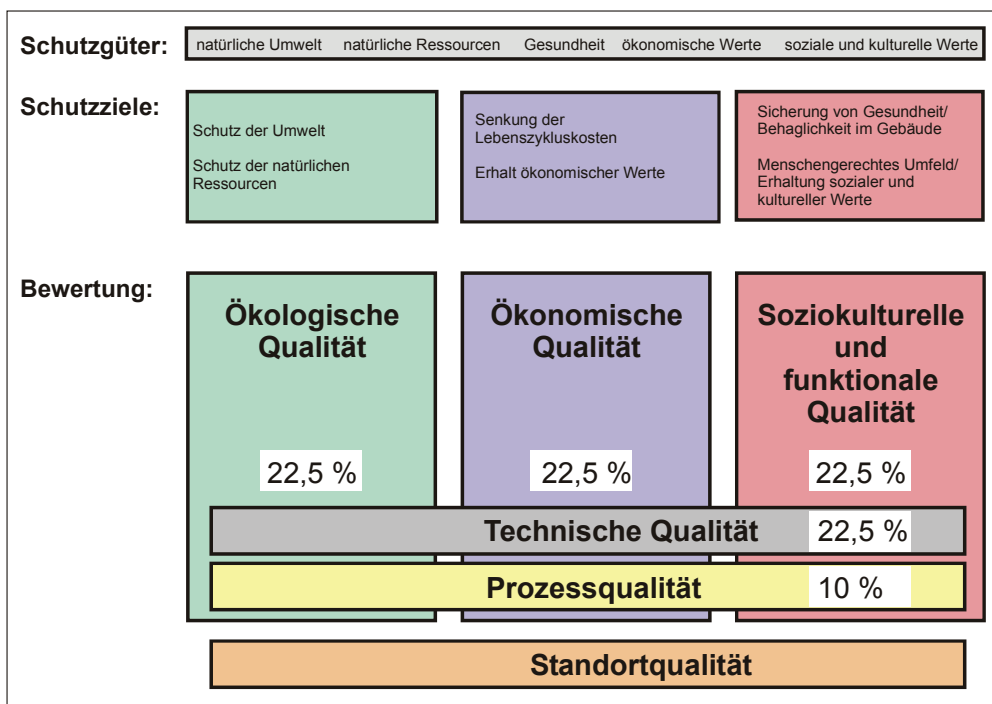 Schutzgüter:
natürliche Umwelt natürliche Ressourcen Gesundheit ökonomische Werte soziale und kulturelle Werte
Schutzziele:
Schutz der Umwelt
Schutz der natürlichen
Ressourcen
Senkung der
Lebenszykluskosten
Erhalt ökonomischer Werte
Sicherung von Gesundheit/
Behaglichkeit im Gebäude
Menschengerechtes Umfeld/
Erhaltung sozialer und
kultureller Werte
Bewertung:
Ökologische
Qualität
22,5 %
Ökonomische
Qualität
22,5 %
Soziokulturelle
und
funktionale
Qualität
22,5 %
Technische Qualität 22,5 %
Prozessqualität 10 %
Standortqualität